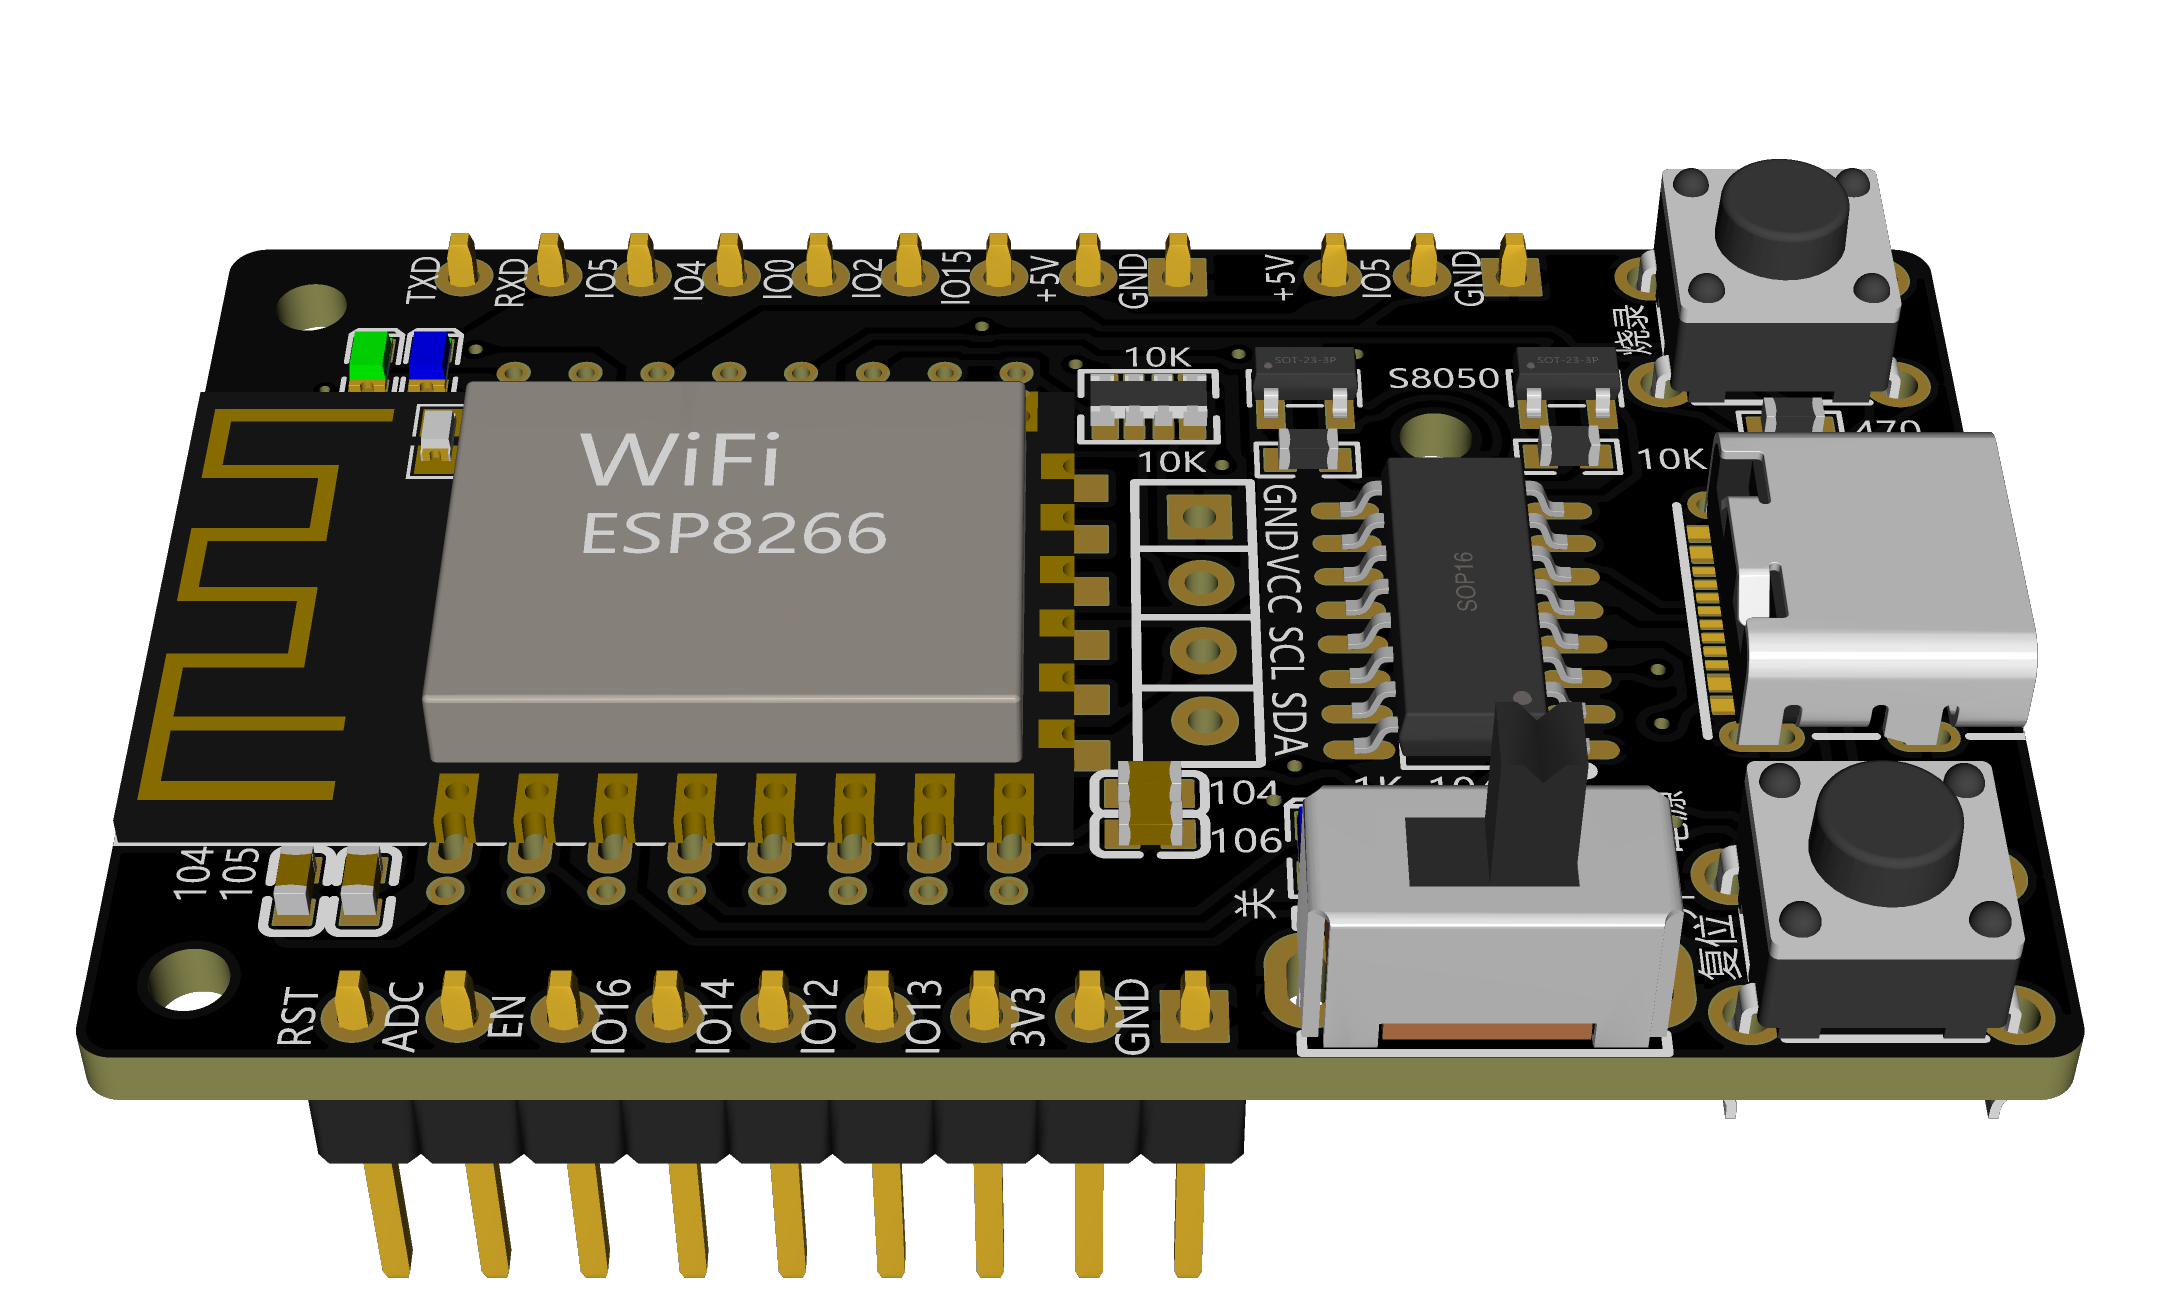 TXD
RXD
IO5
IO4
IO0
IO2
IO15
+5V
GND
+5V
IO5
GND
烧录
10K
SOT-23-3P
S8050
SOT-23-3P
10K
10K
WiFi
ESP8266
GND
VCC
SCL
SDA
SOP16
104
106
1K
104
105
关
复位
RST
ADC
EN
IO16
IO14
IO12
IO13
3V3
GND